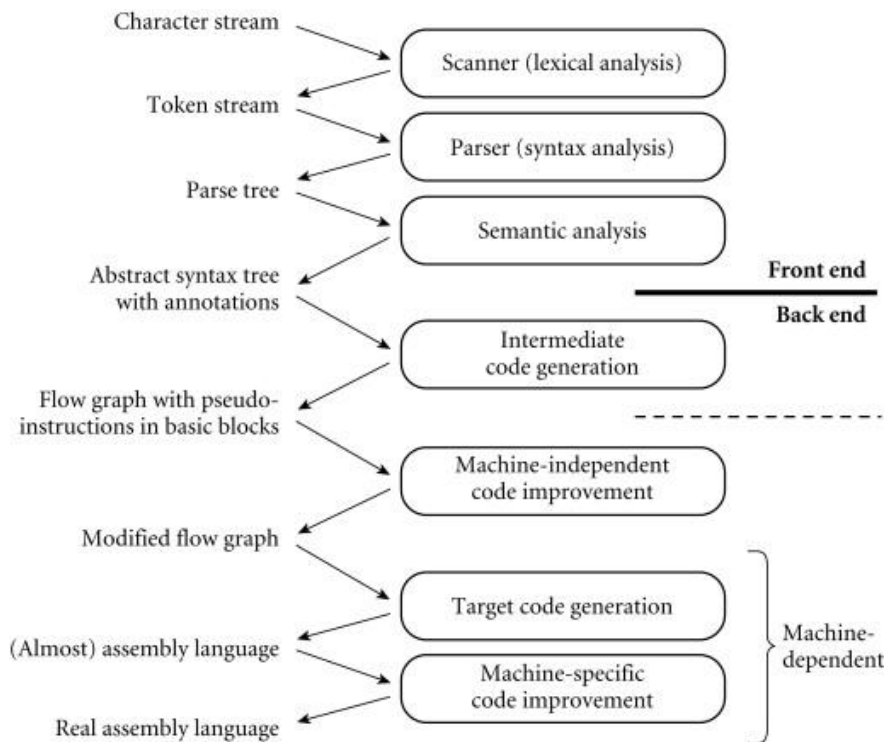 Character stream
Scanner (lexical analysis)
Token stream
Parser (syntax analysis)
Parse tree
Semantic analysis
Front end
Abstract syntax tree
with annotations
Back end
Intermediate
code generation
Flow graph with pseudo-
instructions in basic blocks
Machine-independent
code improvement
Modified flow graph
Target code generation
(Almost) assembly language
Machine-
dependent
Machine-specific
code improvement
Real assembly language